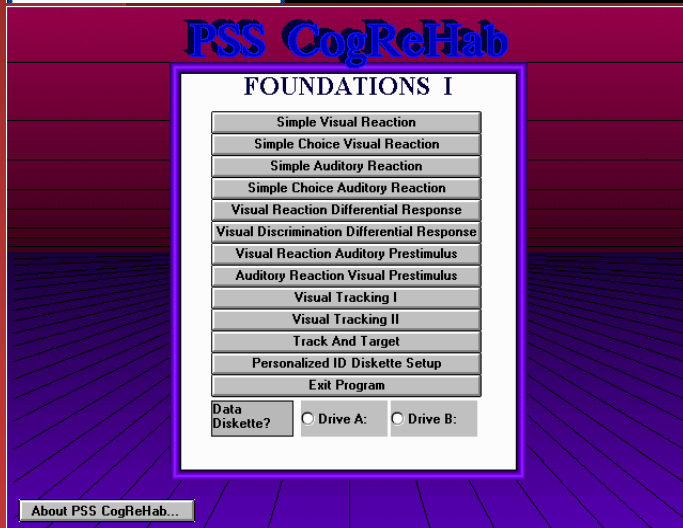 PSS CogReHab
FOUNDATIONS I
Simple Visual Reaction
Simple Choice Visual Reaction
Simple Auditory Reaction
Simple Choice Auditory Reaction
Visual Reaction Differential Response
Visual Discrimination Differential Response
Visual Reaction Auditory Prestimulus
Auditory Reaction Visual Prestimulus
Visual Tracking I
Visual Tracking II
Track And Target
Personalized ID Diskette Setup
Exit Program
Data
Diskette?
Drive A:
Drive B:
About PSS CogReHab...